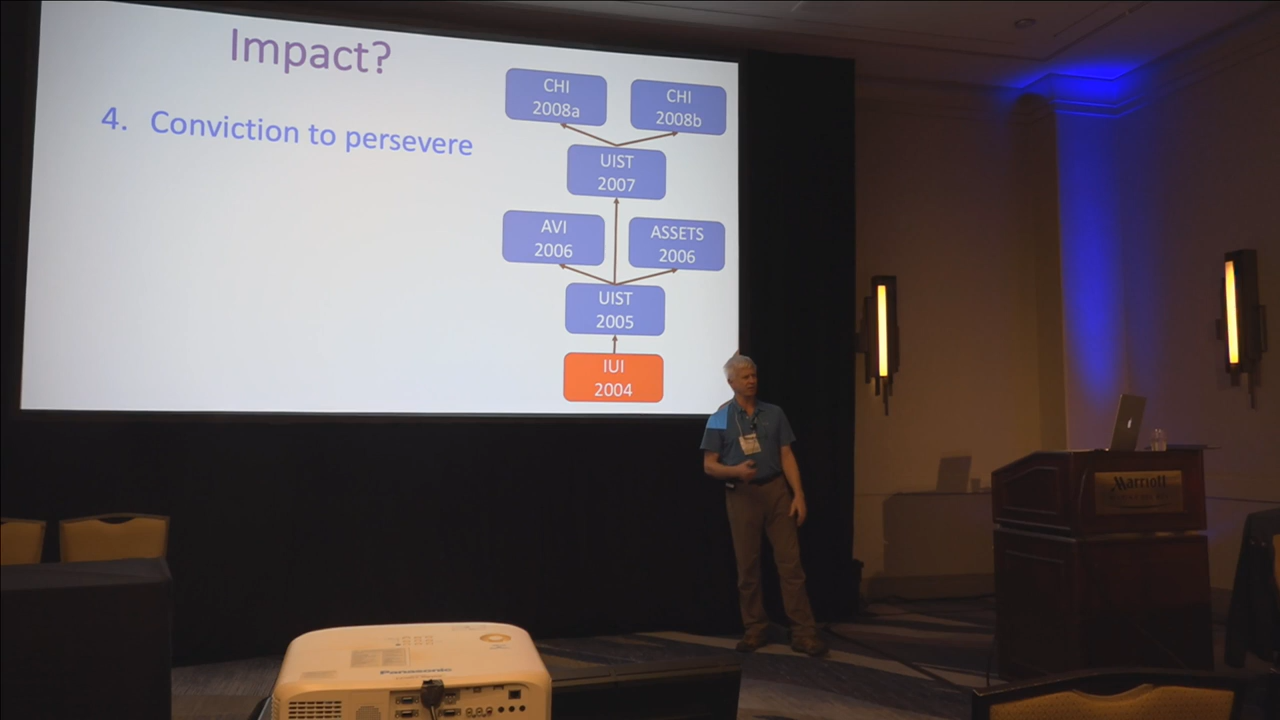 Impact?
4. Conviction to persevere
CHI
2008a
CHI
2008b
UIST
2007
AVI
2006
ASSETS
2006
UIST
2005
IUI
2004
Marriott
Panasonic